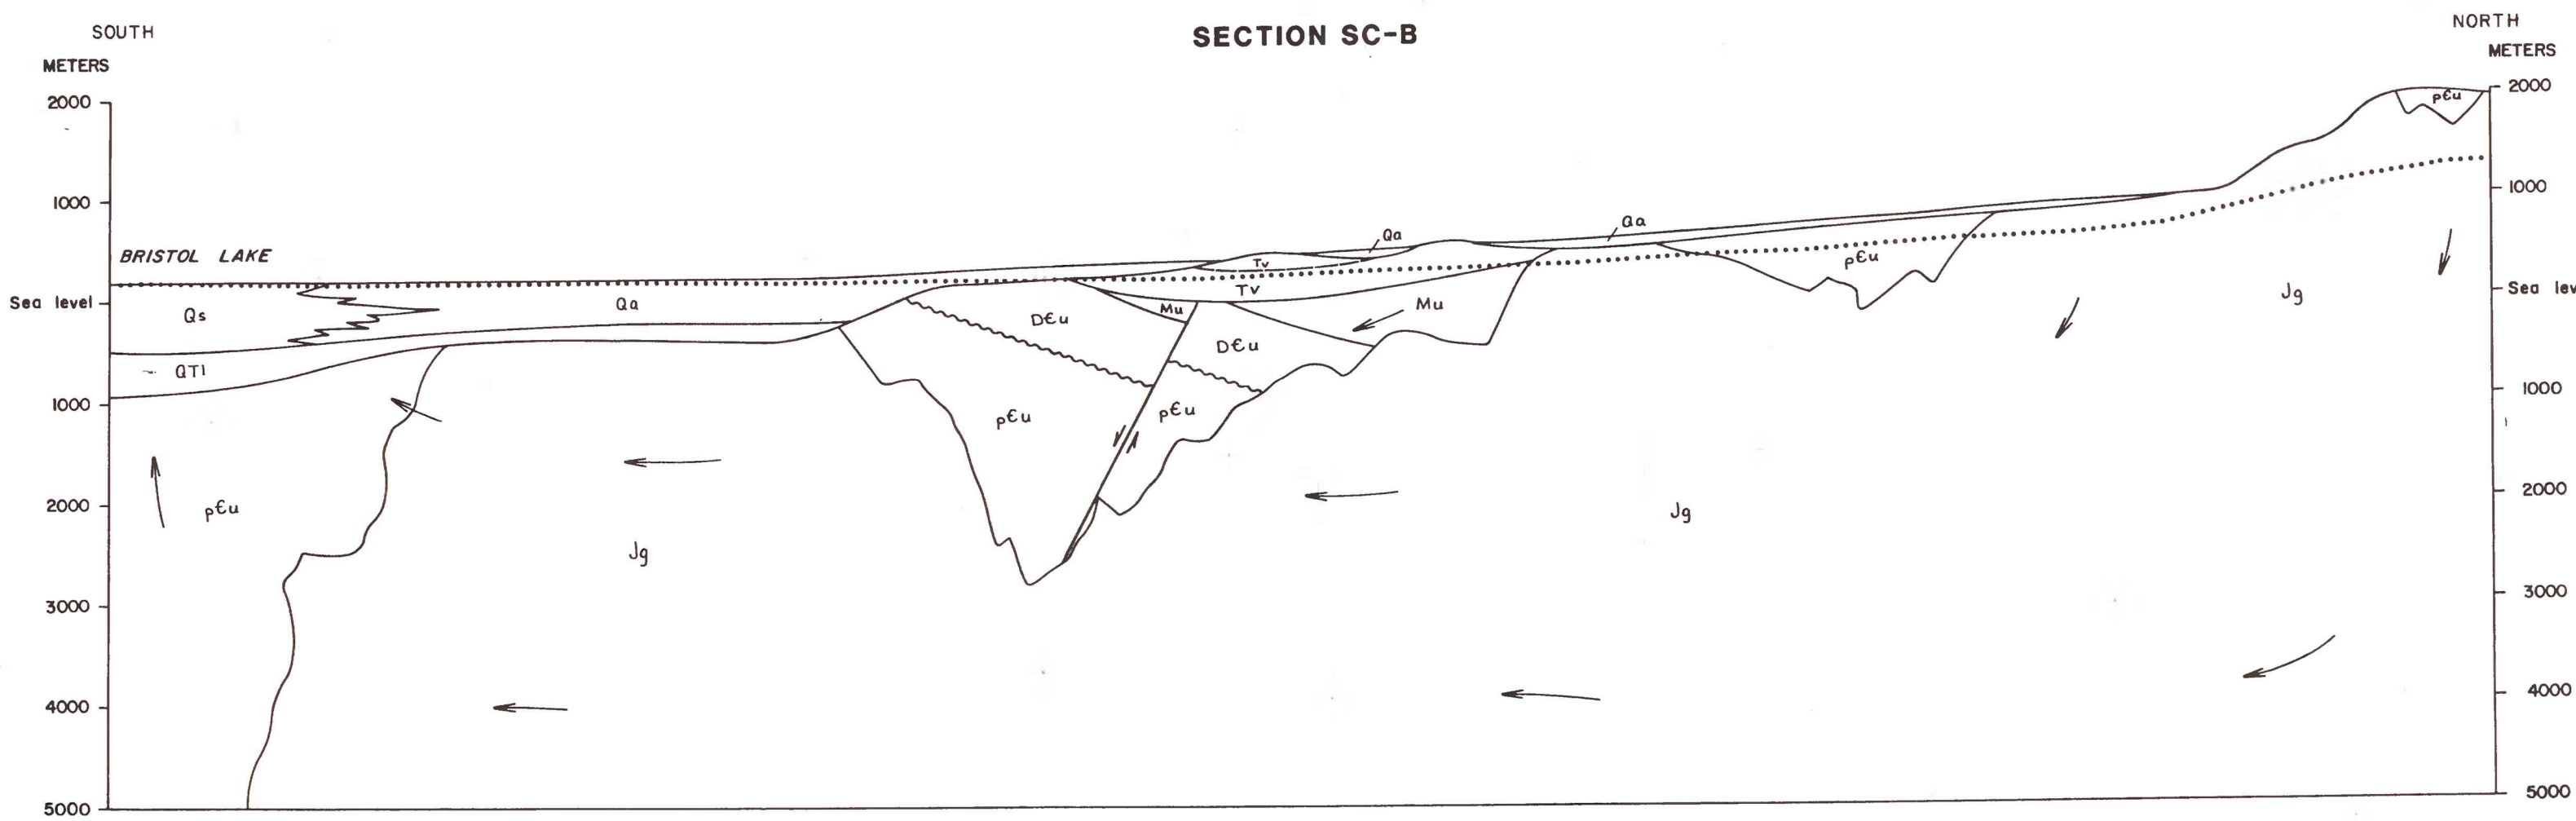 SECTION SC-B
SOUTH
NORTH
METERS
METERS
2000
2000
pЄu
1000
1000
BRISTOL LAKE
Qa
Qa
Tv
pЄu
Sea level
Sea lev
Qs
Qa
DЄu
Mu
Tv
Mu
Jg
DЄu
QTl
1000
1000
pЄu
pЄu
2000
2000
pЄu
Jg
Jg
3000
3000
4000
4000
5000
5000